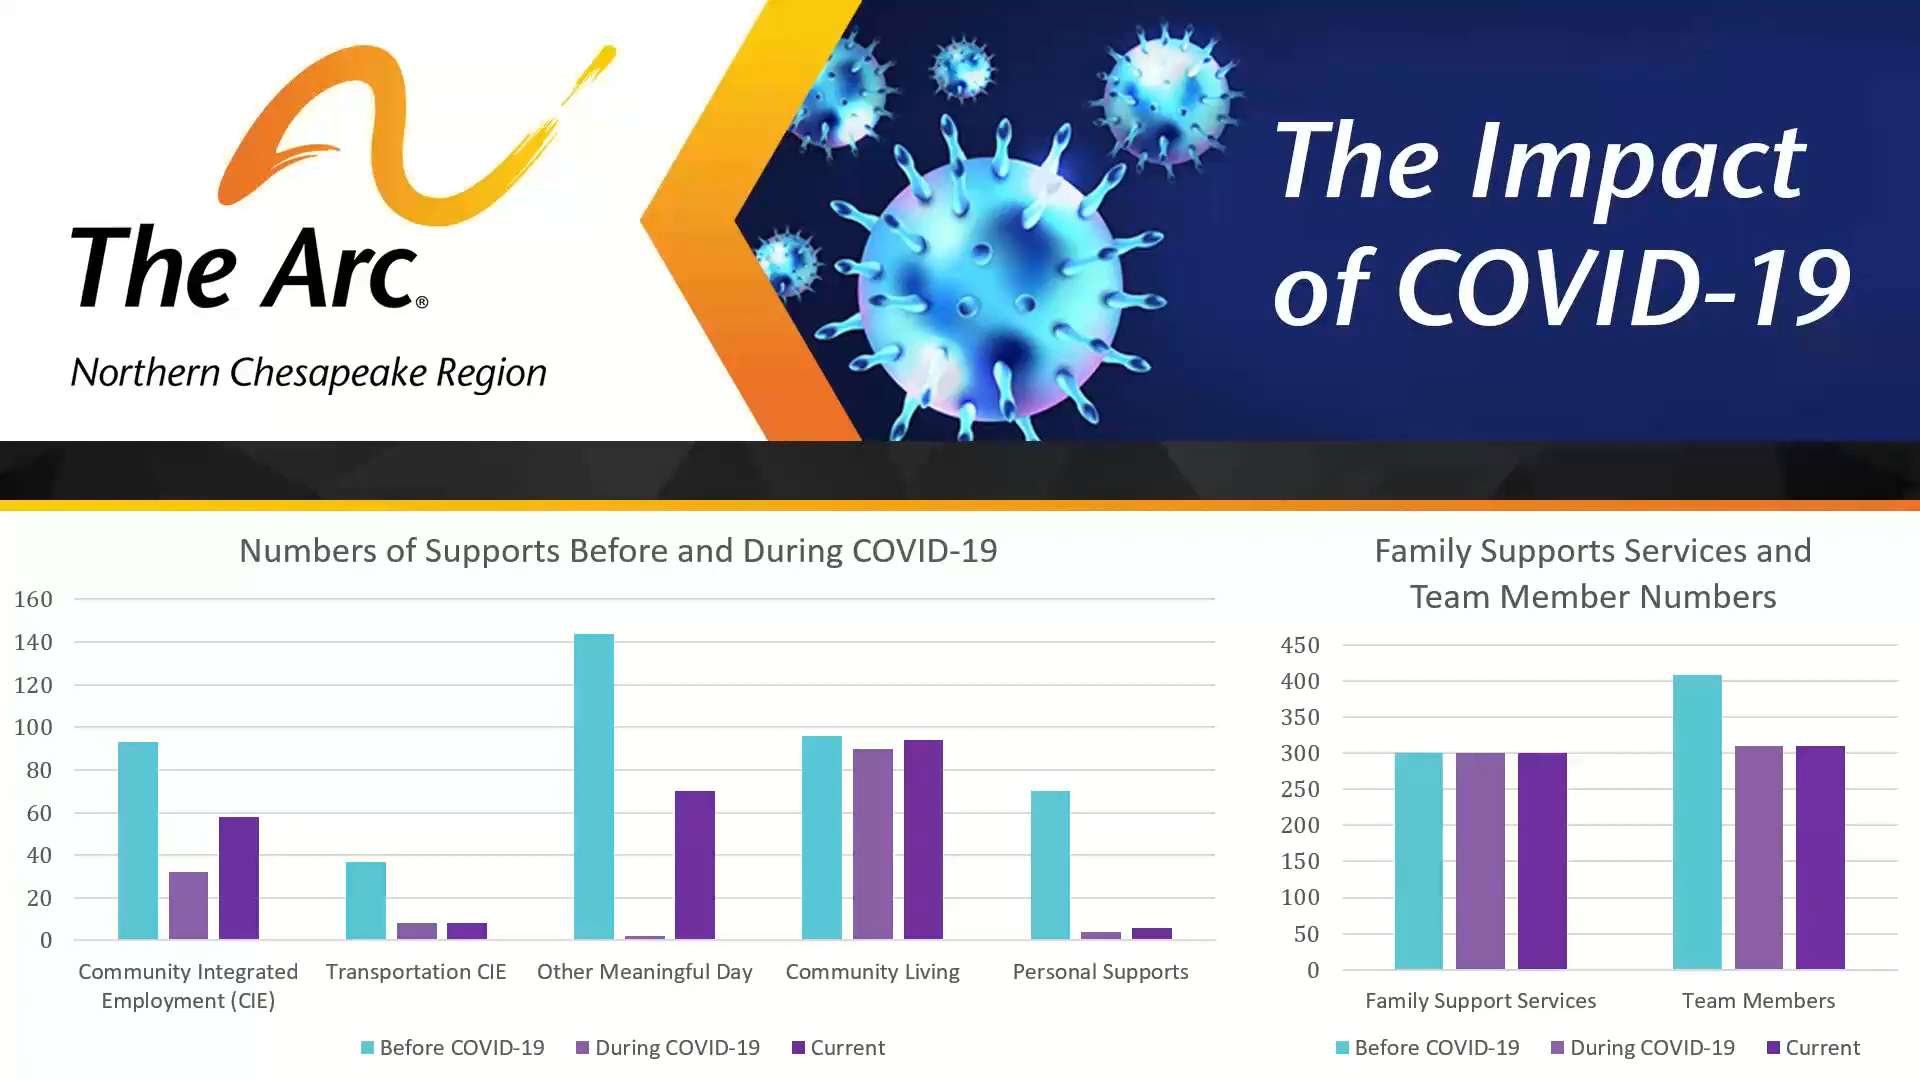 The Arc®
Northern Chesapeake Region
The Impact
of COVID-19
Numbers of Supports Before and During COVID-19
160
140
120
100
80
60
40
20
0
Community Integrated
Employment (CIE)
Transportation CIE
Other Meaningful Day
Community Living
Personal Supports
Before COVID-19 During COVID-19 Current
Family Supports Services and
Team Member Numbers
450
400
350
300
250
200
150
100
50
0
Family Support Services
Team Members
Before COVID-19 During COVID-19 Current